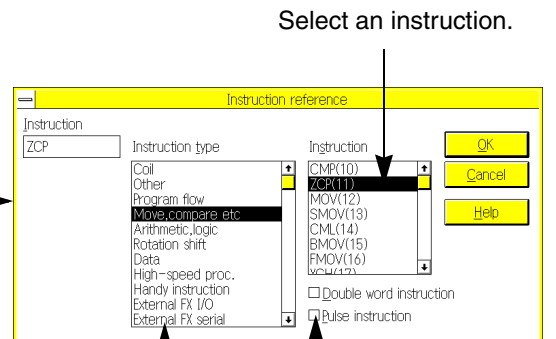 Select an instruction.
Instruction reference
Instruction
ZCP
Instruction type
Coil
Other
Program flow
Move,compare etc
Arithmetic,logic
Rotation shift
Data
High-speed proc.
Handy instruction
External FX I/O
External FX serial
Instruction
CMP(10)
ZCP(11)
MOV(12)
SMOV(13)
CML(14)
BMOV(15)
FMOV(16)
XCH(17)
Double word instruction
Pulse instruction
OK
Cancel
Help